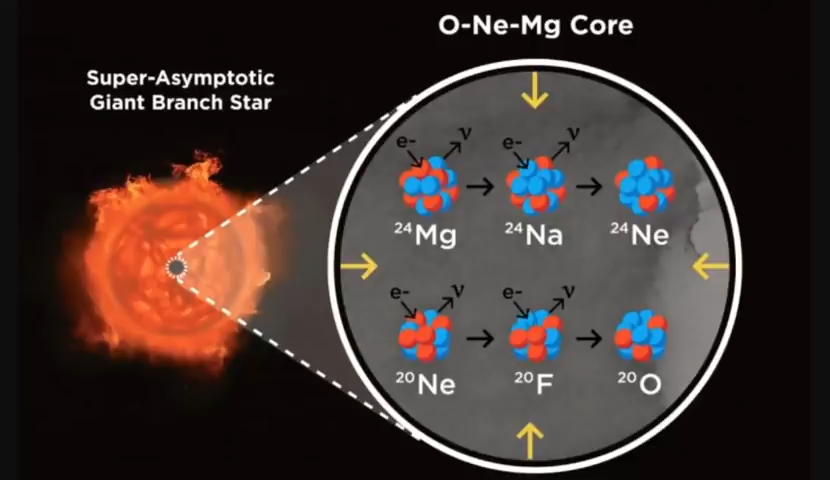 O-Ne-Mg Core
Super-Asymptotic
Giant Branch Star
e- ν e- ν
²⁴Mg ²⁴Na ²⁴Ne
e- ν e- ν
²⁰Ne ²⁰F ²⁰O